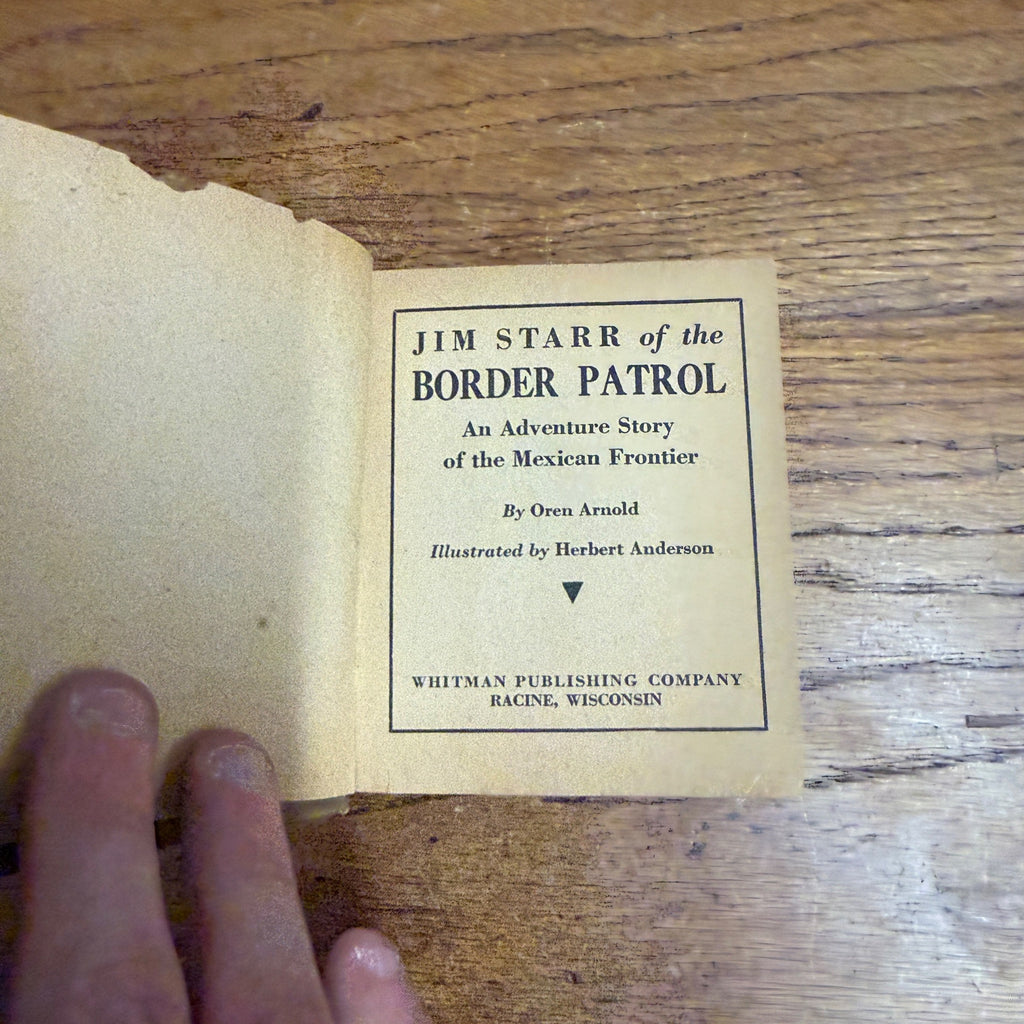 JIM STARR of the
BORDER PATROL
An Adventure Story
of the Mexican Frontier
By Oren Arnold
Illustrated by Herbert Anderson
WHITMAN PUBLISHING COMPANY
RACINE, WISCONSIN